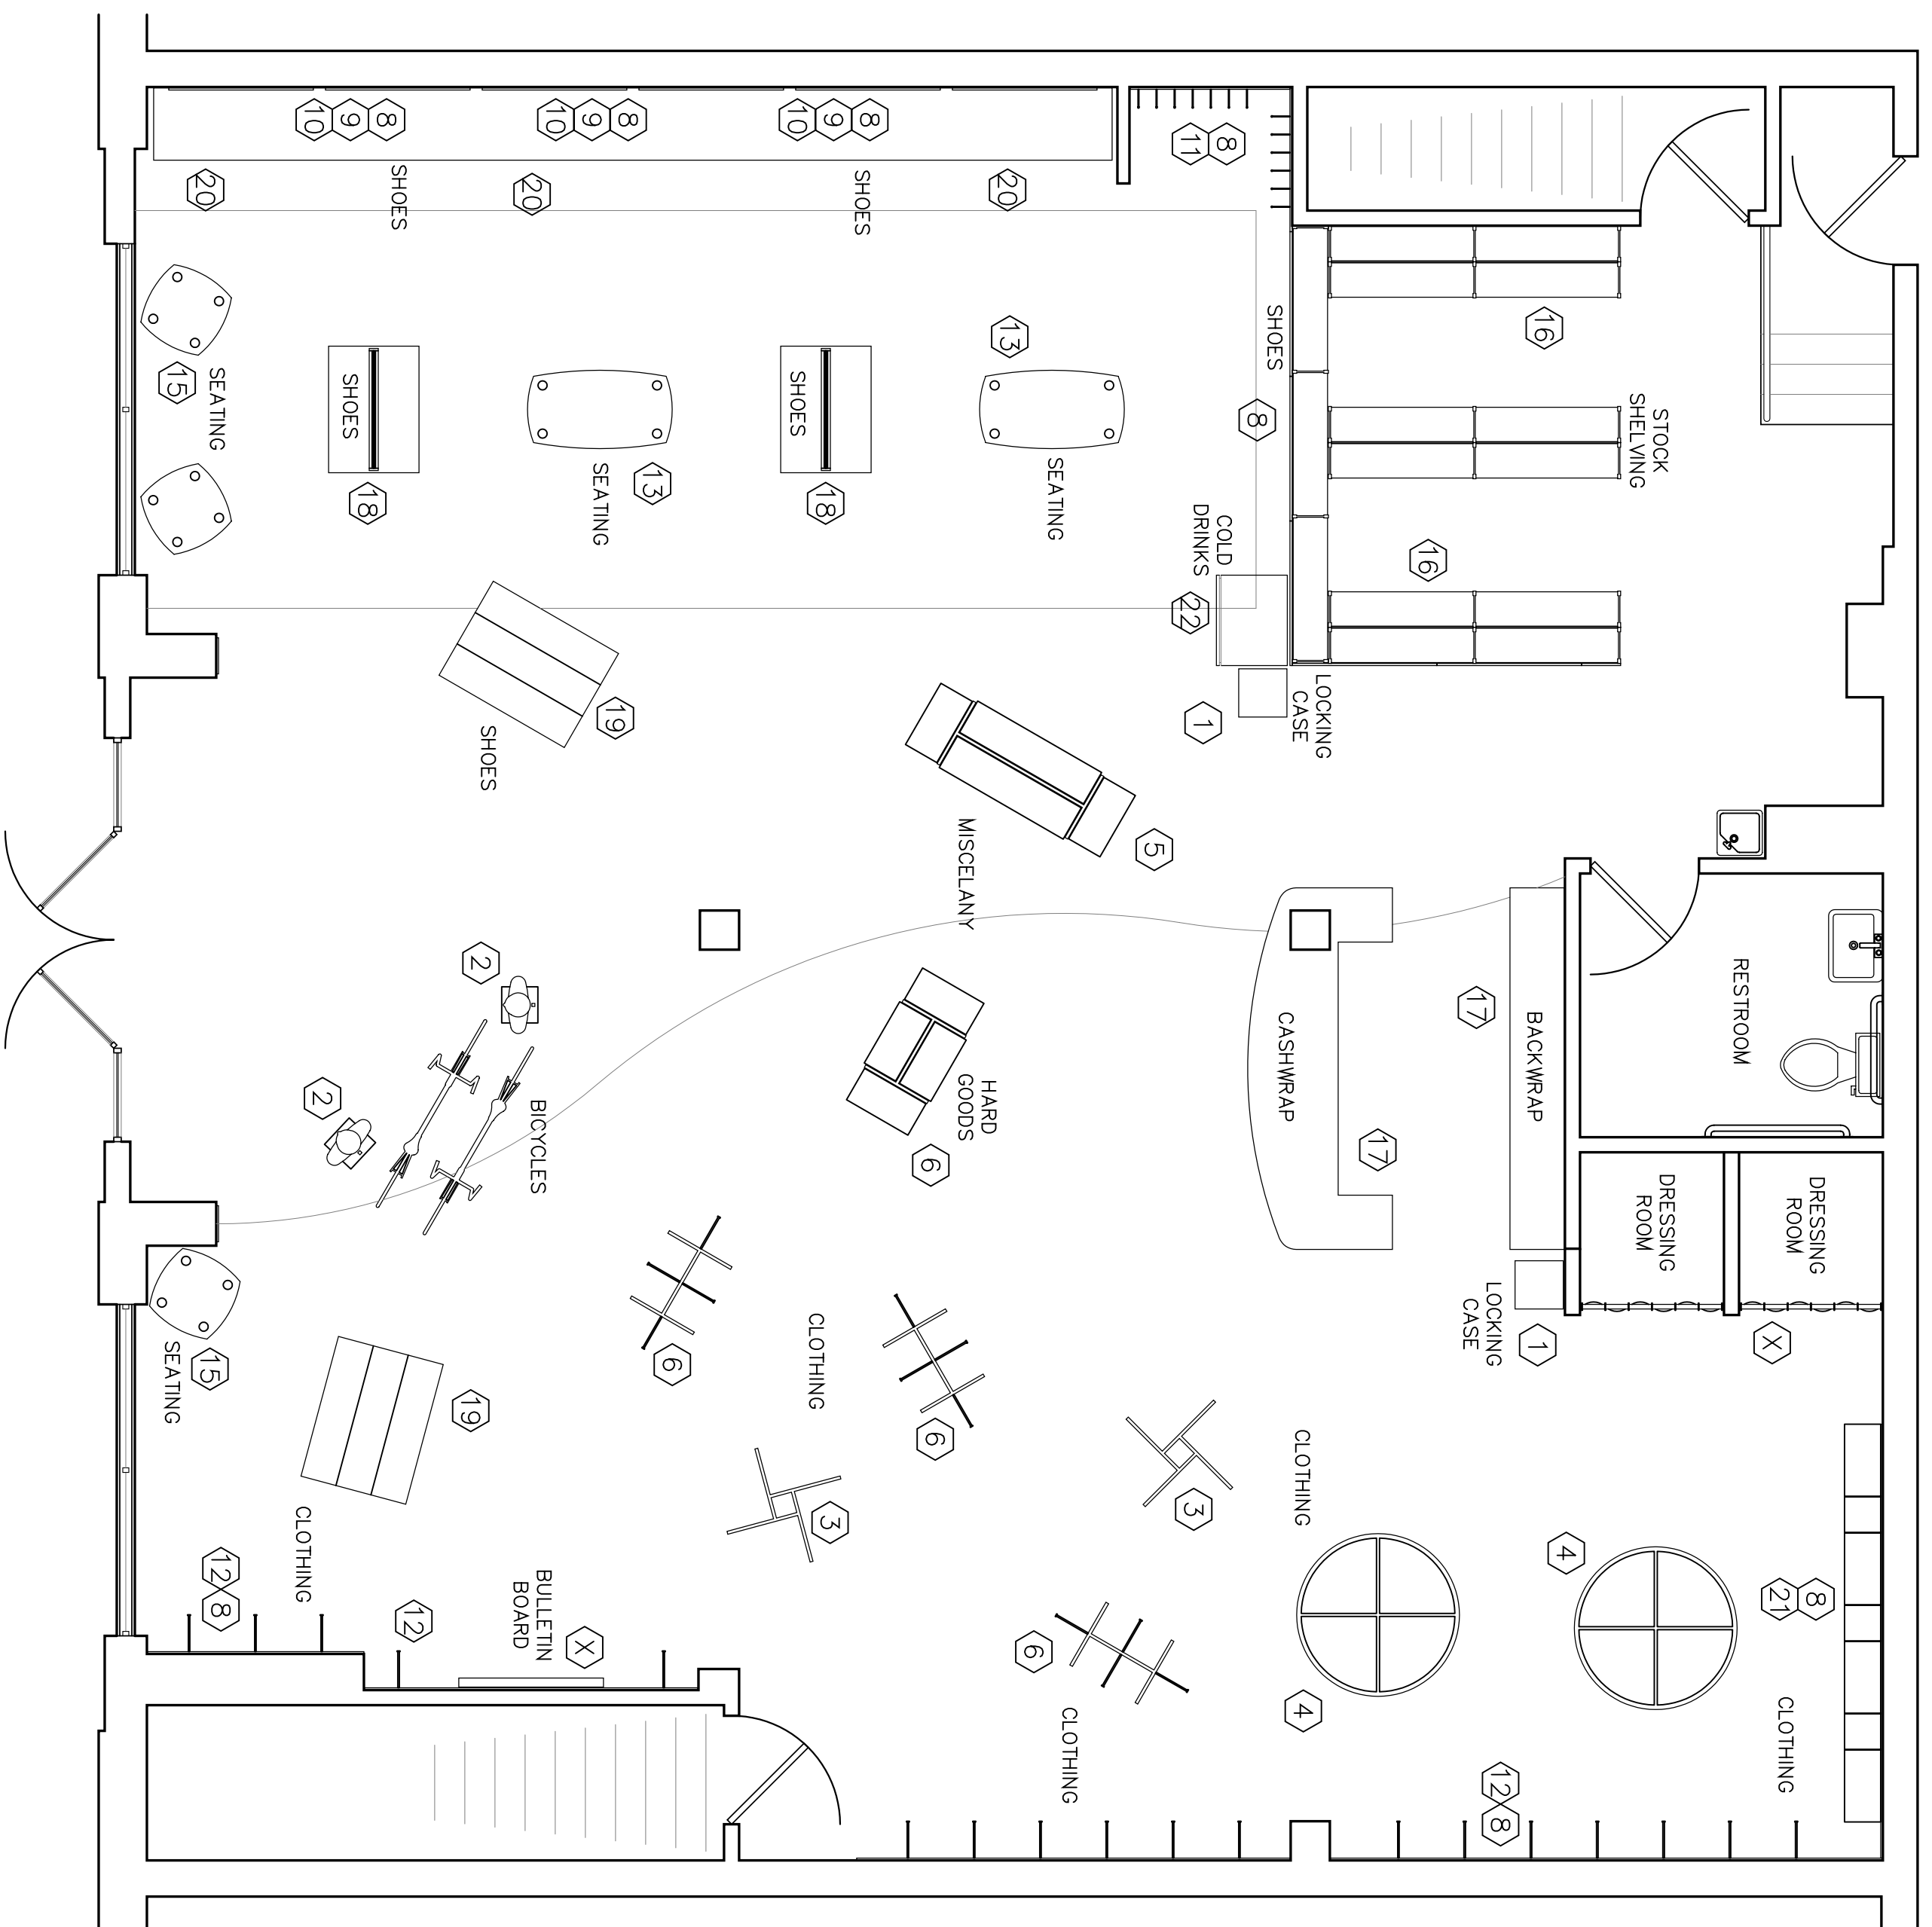 8
DRESSING
ROOM
CLOTHING
21
X
RESTROOM
DRESSING
ROOM
STOCK
SHELVING
4
16
1
BACKWRAP
12 8
LOCKING
CASE
17
16
17
LOCKING
CASE
4
CLOTHING
CASHWRAP
SHOES
8
8
11
COLD
DRINKS
1
3
22
5
CLOTHING
SEATING
6
13
20
HARD
GOODS
MISCELANY
6
6
8
9
10
SHOES
3
18
CLOTHING
SHOES
6
13
8
9
10
19
SEATING
X
BULLETIN
BOARD
BICYCLES
20
SHOES
2
19
12
SHOES
8
9
10
18
SHOES
2
CLOTHING
12 8
SEATING
15
20
15
SEATING